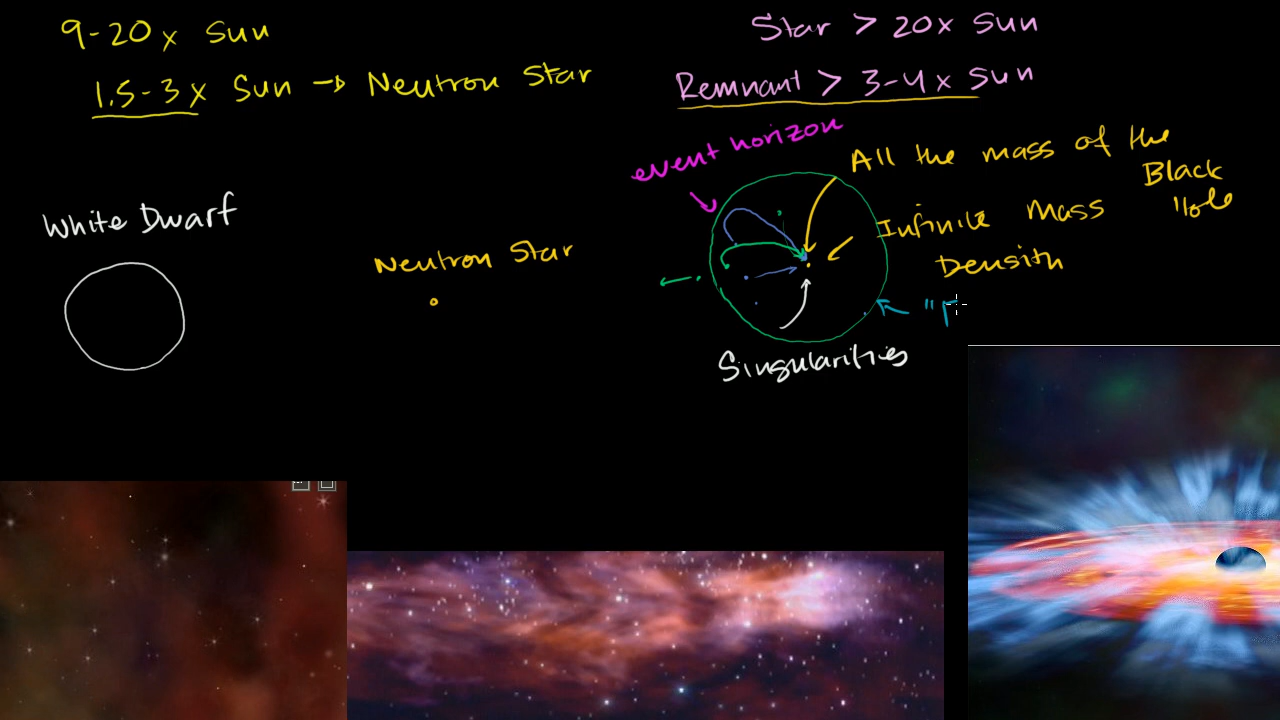 9-20x Sun
1.5-3x Sun → Neutron Star
Star > 20x Sun
Remnant > 3-4x Sun
event horizon
All the mass of the
Black
Hole
Infinite Mass
Density
White Dwarf
Neutron Star
Singularities